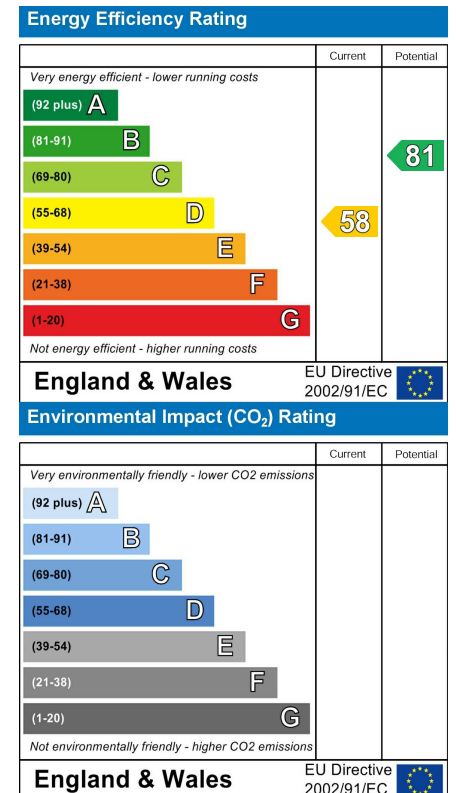 Energy Efficiency Rating
Current Potential
Very energy efficient - lower running costs
(92 plus) A
(81-91) B
81
(69-80) C
(55-68) D
58
(39-54) E
(21-38) F
(1-20) G
Not energy efficient - higher running costs
England & Wales
EU Directive
2002/91/EC
Environmental Impact (CO₂) Rating
Current Potential
Very environmentally friendly - lower CO2 emissions
(92 plus) A
(81-91) B
(69-80) C
(55-68) D
(39-54) E
(21-38) F
(1-20) G
Not environmentally friendly - higher CO2 emissions
England & Wales
EU Directive
2002/91/EC